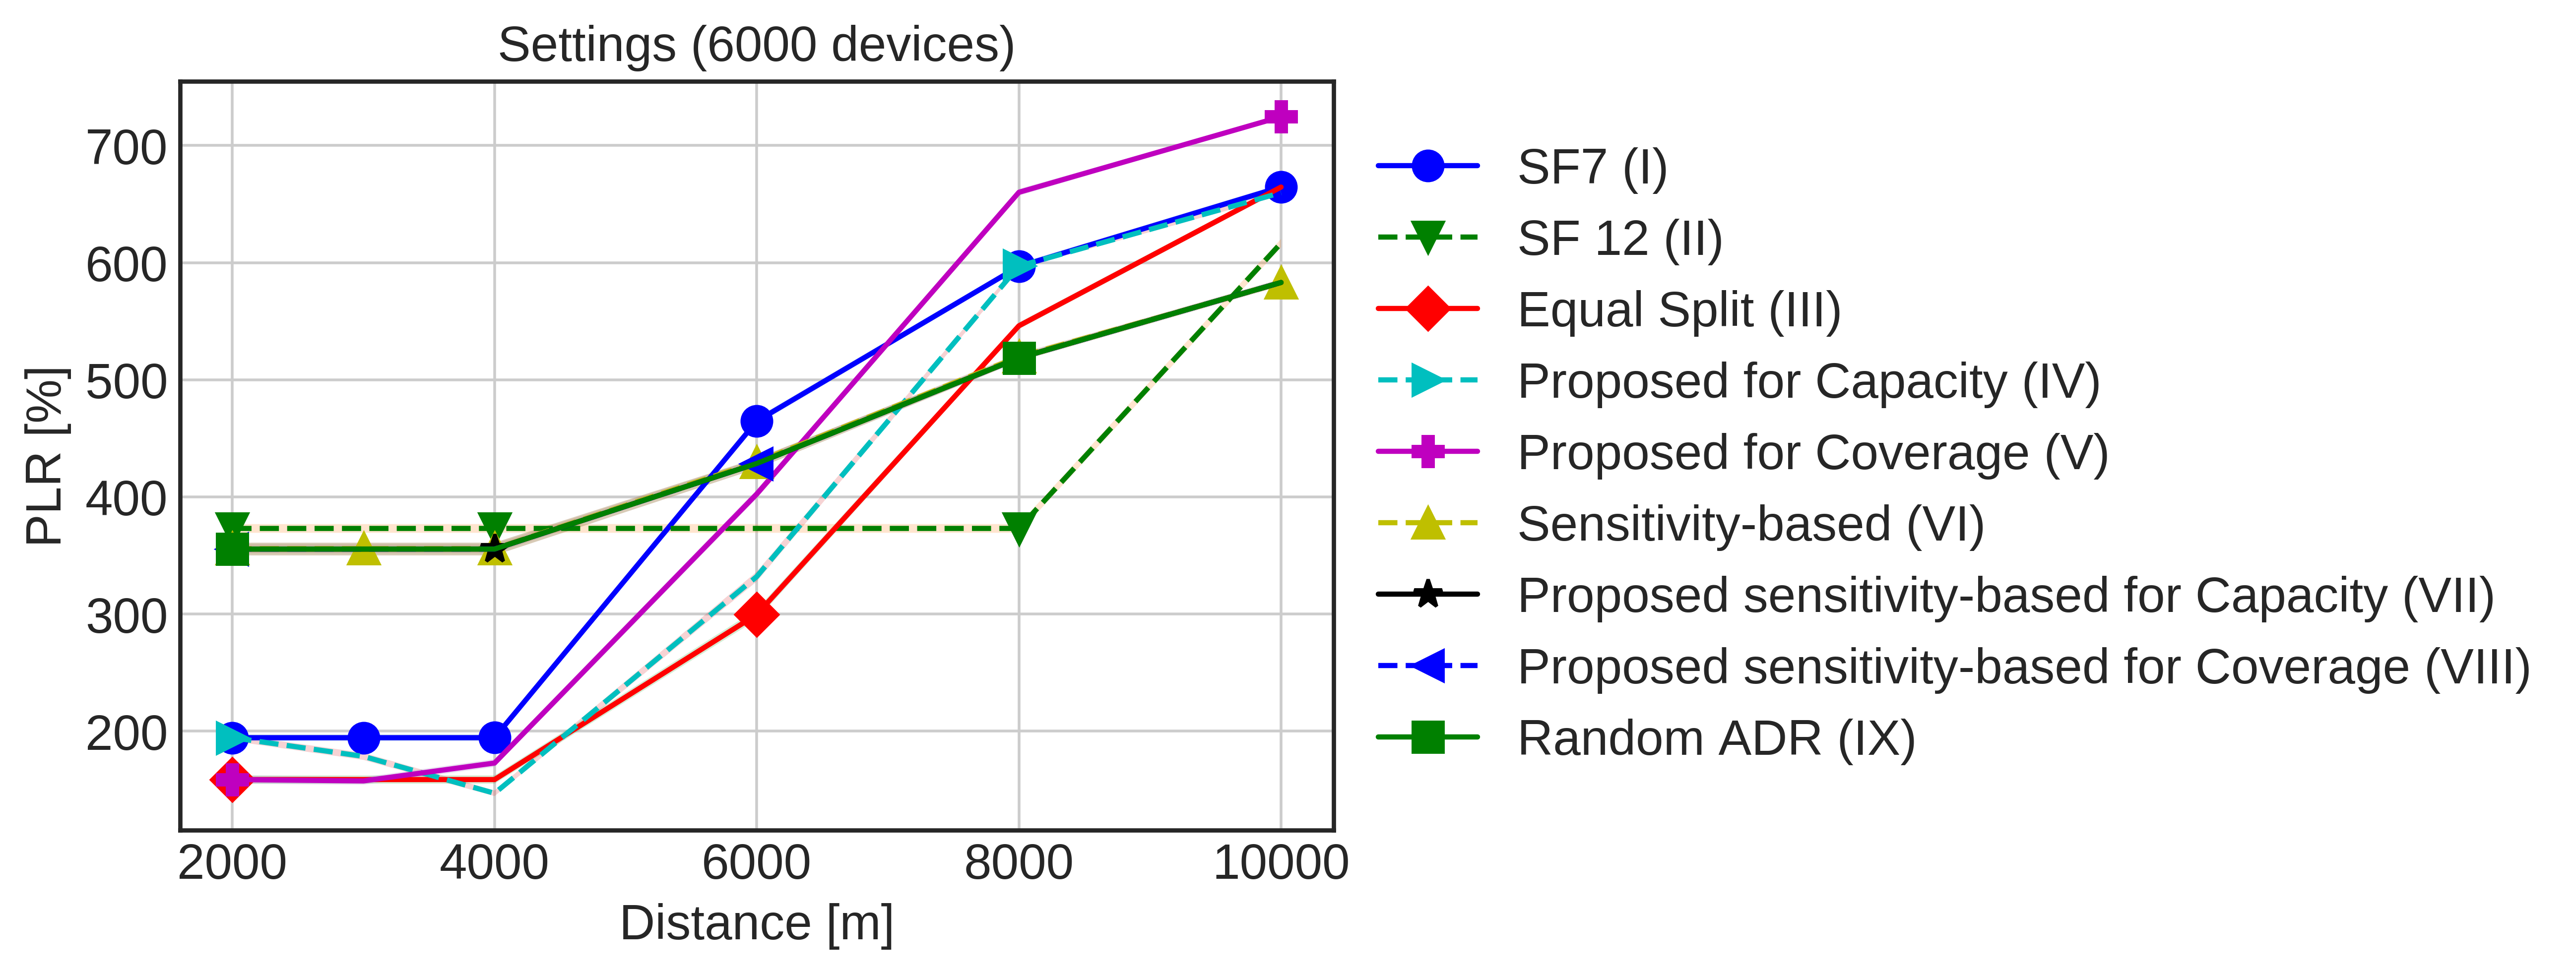 Settings (6000 devices)
PLR [%]
700
600
500
400
300
200
2000 4000 6000 8000 10000
Distance [m]
SF7 (I)
SF 12 (II)
Equal Split (III)
Proposed for Capacity (IV)
Proposed for Coverage (V)
Sensitivity-based (VI)
Proposed sensitivity-based for Capacity (VII)
Proposed sensitivity-based for Coverage (VIII)
Random ADR (IX)